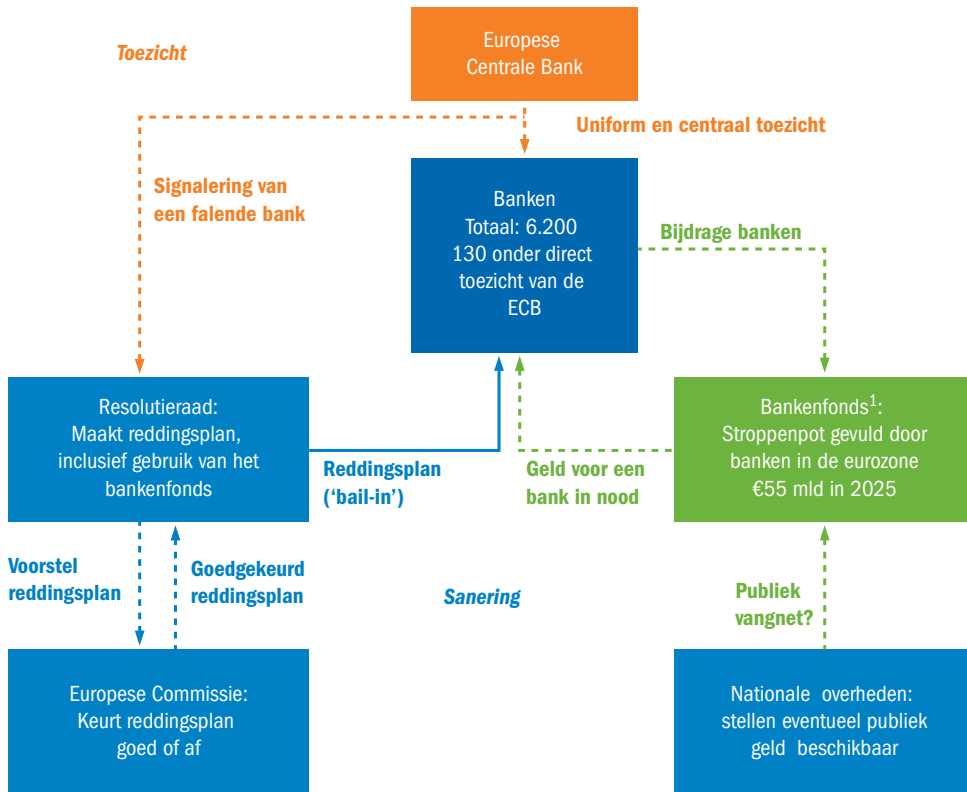 Toezicht
Europese
Centrale Bank
Uniform en centraal toezicht
Signalering van
een falende bank
Banken
Totaal: 6.200
130 onder direct
toezicht van de
ECB
Bijdrage banken
Resolutieraad:
Maakt reddingsplan,
inclusief gebruik van het
bankenfonds
Reddingsplan
(‘bail-in’)
Geld voor een
bank in nood
Bankenfonds¹:
Stroppenpot gevuld door
banken in de eurozone
€55 mld in 2025
Voorstel
reddingsplan
Goedgekeurd
reddingsplan
Sanering
Publiek
vangnet?
Europese Commissie:
Keurt reddingsplan
goed of af
Nationale overheden:
stellen eventueel publiek
geld beschikbaar